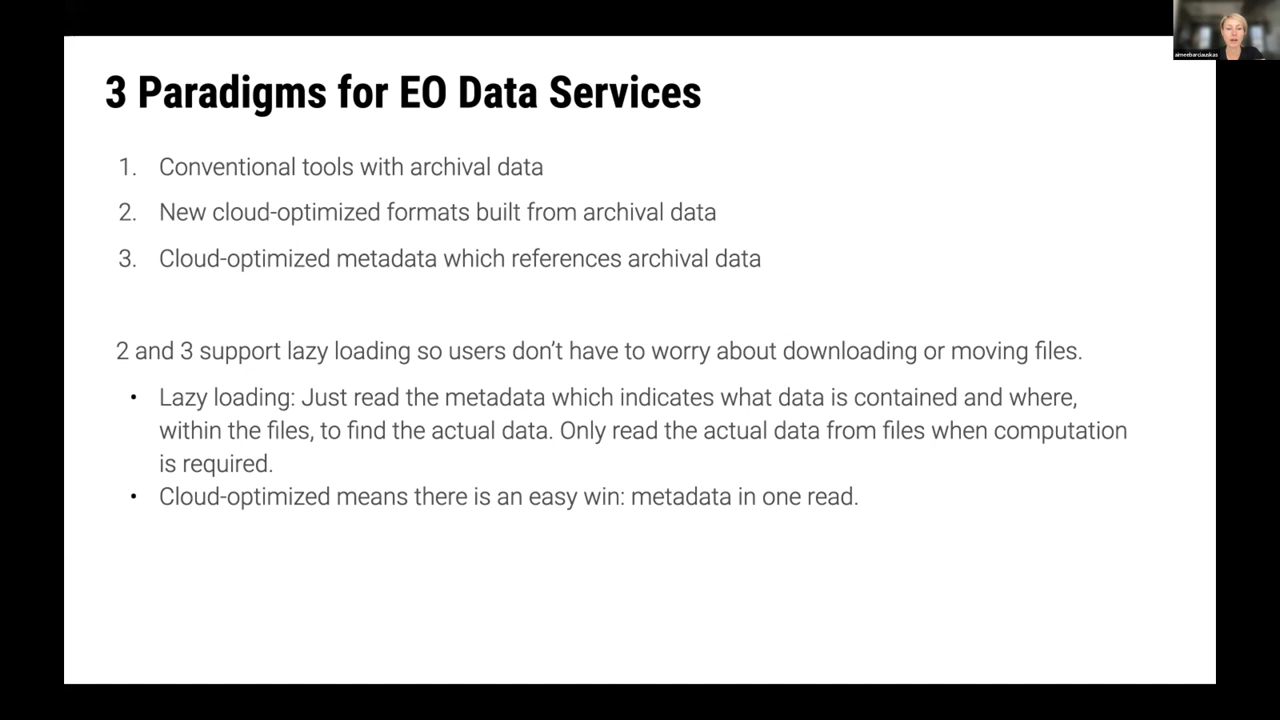 3 Paradigms for EO Data Services
1. Conventional tools with archival data
2. New cloud-optimized formats built from archival data
3. Cloud-optimized metadata which references archival data
2 and 3 support lazy loading so users don’t have to worry about downloading or moving files.
• Lazy loading: Just read the metadata which indicates what data is contained and where,
within the files, to find the actual data. Only read the actual data from files when computation
is required.
• Cloud-optimized means there is an easy win: metadata in one read.
aimeebarciauskas